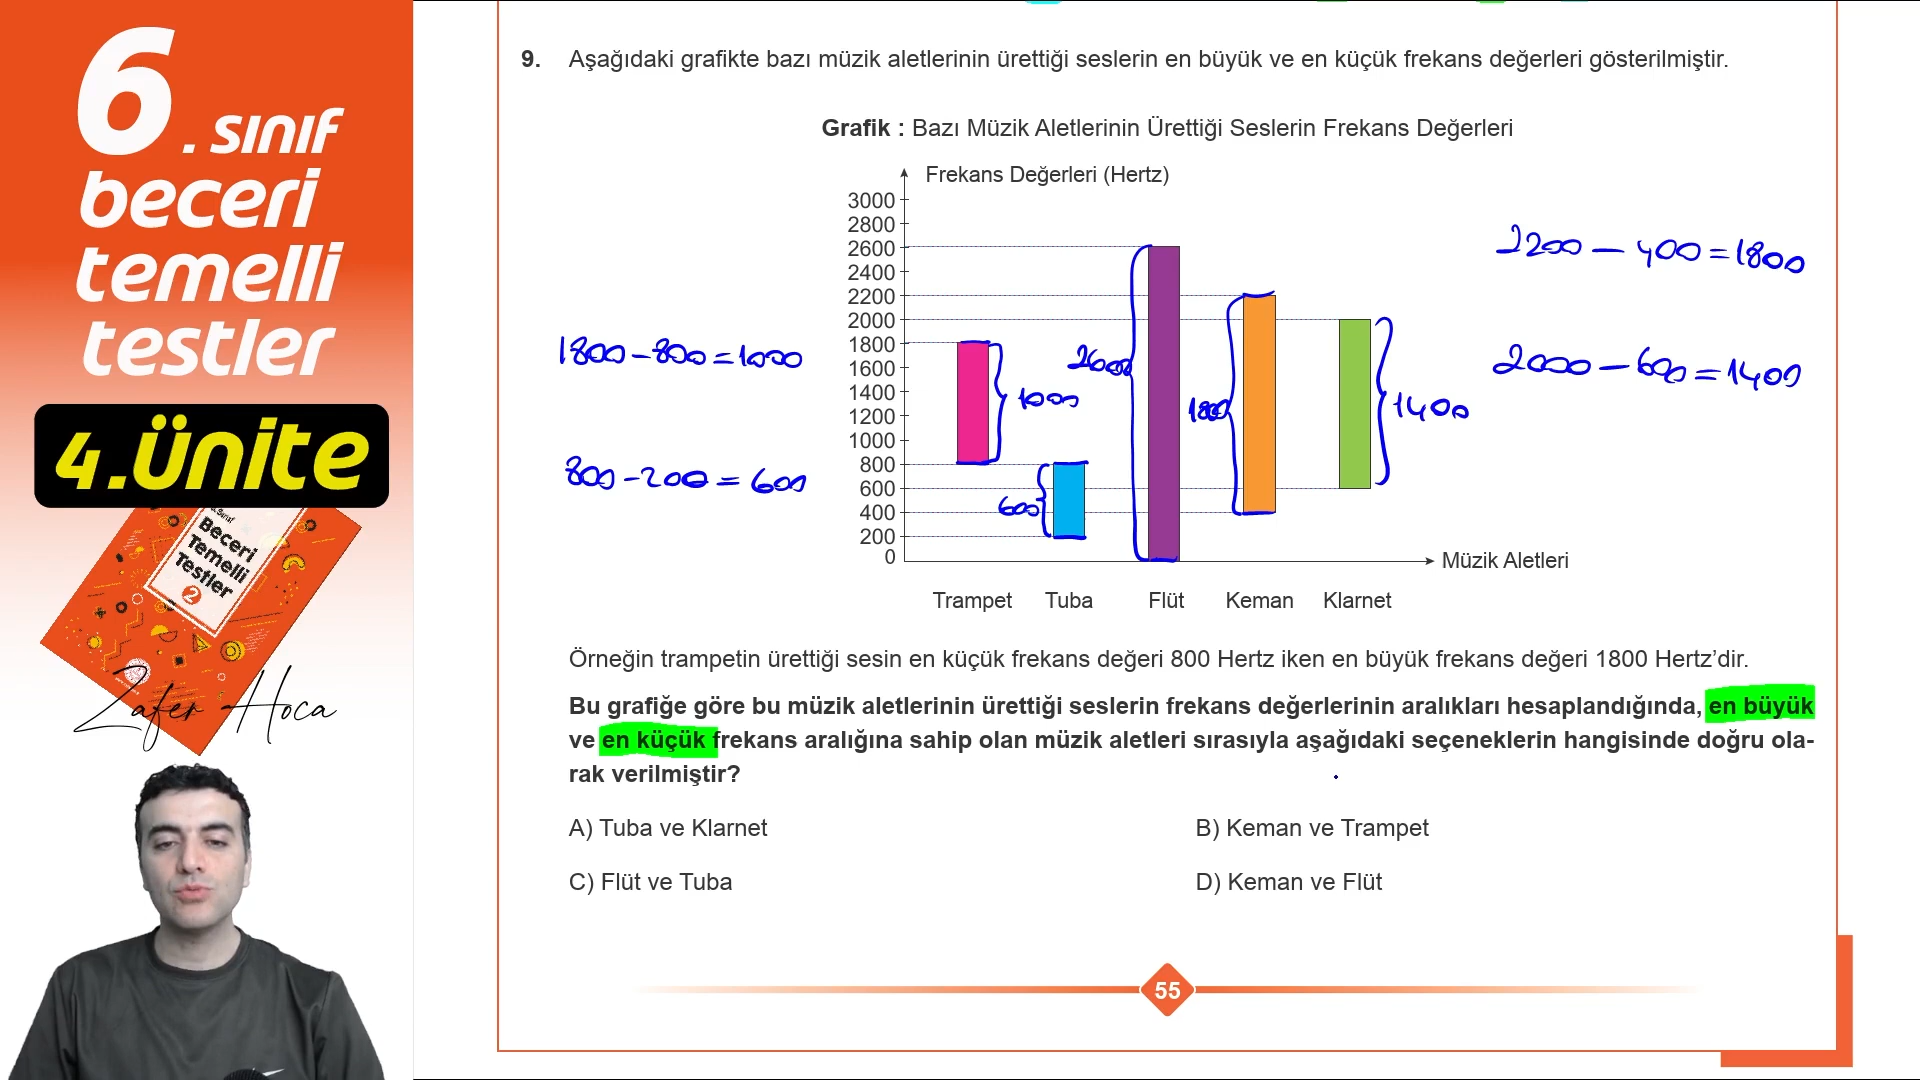 6. sınıf
beceri
temelli
testler
4.Ünite
6. Sınıf
Beceri
Temelli
Testler
2
Zafer Hoca
9. Aşağıdaki grafikte bazı müzik aletlerinin ürettiği seslerin en büyük ve en küçük frekans değerleri gösterilmiştir.
Grafik : Bazı Müzik Aletlerinin Ürettiği Seslerin Frekans Değerleri
Frekans Değerleri (Hertz)
3000
2800
2600
2400
2200
2000
1800
1600
1400
1200
1000
800
600
400
200
0
1800-800=1000
800-200=600
1000
600
2600
1800
1400
2200-400=1800
2000-600=1400
Müzik Aletleri
Trampet Tuba Flüt Keman Klarnet
Örneğin trampetin ürettiği sesin en küçük frekans değeri 800 Hertz iken en büyük frekans değeri 1800 Hertz’dir.
Bu grafiğe göre bu müzik aletlerinin ürettiği seslerin frekans değerlerinin aralıkları hesaplandığında, en büyük
ve en küçük frekans aralığına sahip olan müzik aletleri sırasıyla aşağıdaki seçeneklerin hangisinde doğru ola-
rak verilmiştir?
A) Tuba ve Klarnet
B) Keman ve Trampet
C) Flüt ve Tuba
D) Keman ve Flüt
55